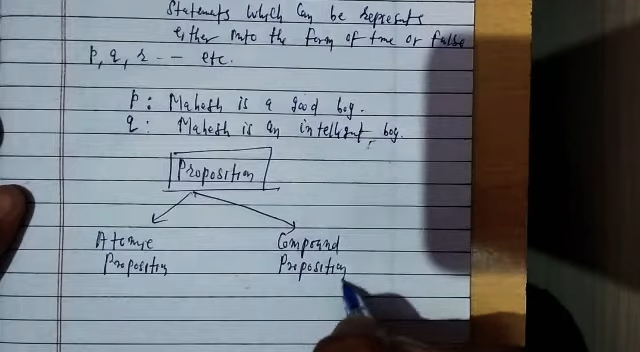 Statements which can be represents
either into the form of true or false
p, q, r -- etc.
p: Mahesh is a good boy.
q: Mahesh is an intelligent boy.
Proposition
Atomic Compound
Proposition Proposition